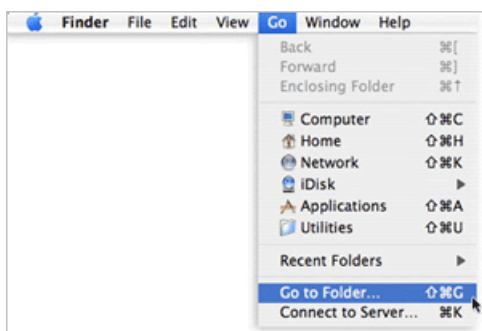 Finder File Edit View Go Window Help
Back ⌘[
Forward ⌘]
Enclosing Folder ⌘↑
Computer ⇧⌘C
Home ⇧⌘H
Network ⇧⌘K
iDisk ▶
Applications ⇧⌘A
Utilities ⇧⌘U
Recent Folders ▶
Go to Folder... ⇧⌘G
Connect to Server... ⌘K